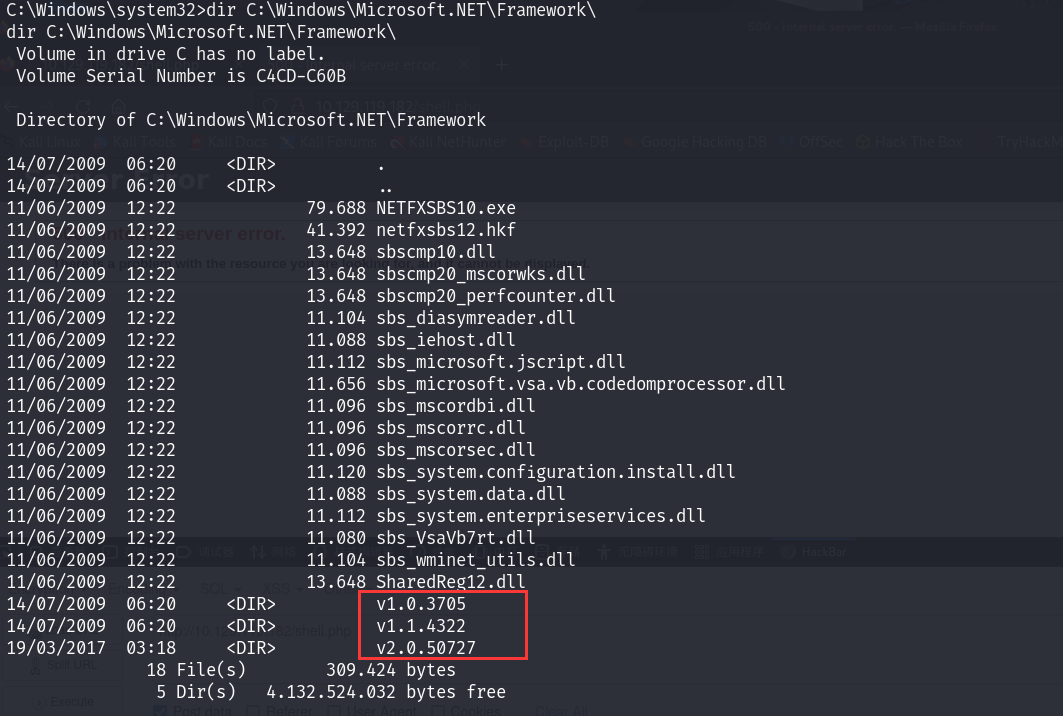 C:\Windows\system32>dir C:\Windows\Microsoft.NET\Framework\
dir C:\Windows\Microsoft.NET\Framework\
Volume in drive C has no label.
Volume Serial Number is C4CD-C60B
Directory of C:\Windows\Microsoft.NET\Framework
14/07/2009  06:20    <DIR>          .
14/07/2009  06:20    <DIR>          ..
11/06/2009  12:22            79.688 NETFXSBS10.exe
11/06/2009  12:22            41.392 netfxsbs12.hkf
11/06/2009  12:22            13.648 sbscmp10.dll
11/06/2009  12:22            13.648 sbscmp20_mscorwks.dll
11/06/2009  12:22            13.648 sbscmp20_perfcounter.dll
11/06/2009  12:22            11.104 sbs_diasymreader.dll
11/06/2009  12:22            11.088 sbs_iehost.dll
11/06/2009  12:22            11.112 sbs_microsoft.jscript.dll
11/06/2009  12:22            11.656 sbs_microsoft.vsa.vb.codedomprocessor.dll
11/06/2009  12:22            11.096 sbs_mscordbi.dll
11/06/2009  12:22            11.096 sbs_mscorrc.dll
11/06/2009  12:22            11.096 sbs_mscorsec.dll
11/06/2009  12:22            11.120 sbs_system.configuration.install.dll
11/06/2009  12:22            11.088 sbs_system.data.dll
11/06/2009  12:22            11.112 sbs_system.enterpriseservices.dll
11/06/2009  12:22            11.080 sbs_VsaVb7rt.dll
11/06/2009  12:22            11.104 sbs_wminet_utils.dll
11/06/2009  12:22            13.648 SharedReg12.dll
14/07/2009  06:20    <DIR>          v1.0.3705
14/07/2009  06:20    <DIR>          v1.1.4322
19/03/2017  03:18    <DIR>          v2.0.50727
18 File(s)        309.424 bytes
5 Dir(s)   4.132.524.032 bytes free